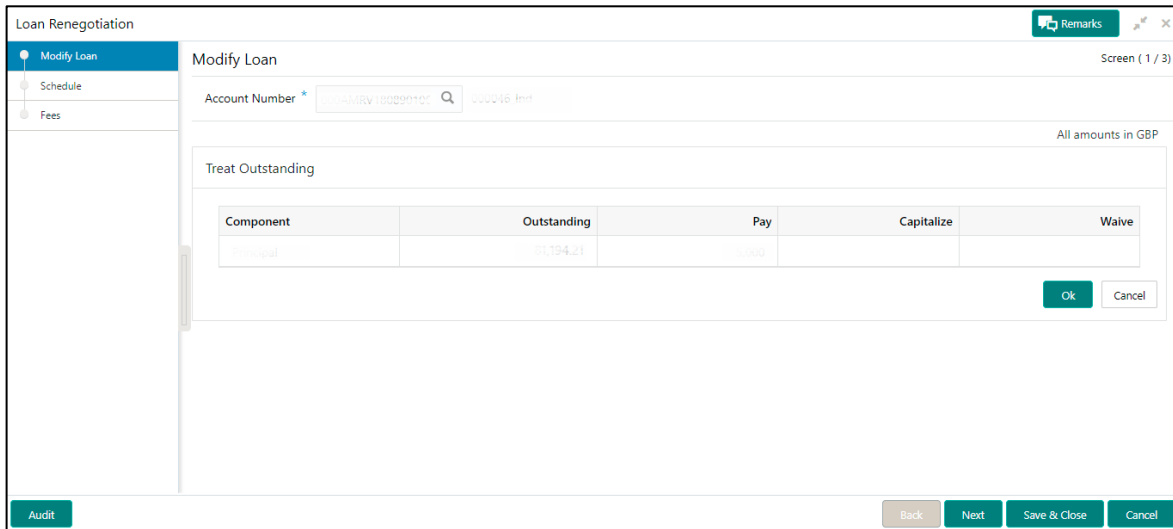 Loan Renegotiation
Remarks
Modify Loan
Schedule
Fees
Modify Loan
Screen ( 1 / 3)
Account Number *
All amounts in GBP
Treat Outstanding
Component Outstanding Pay Capitalize Waive
Ok Cancel
Audit Back Next Save & Close Cancel